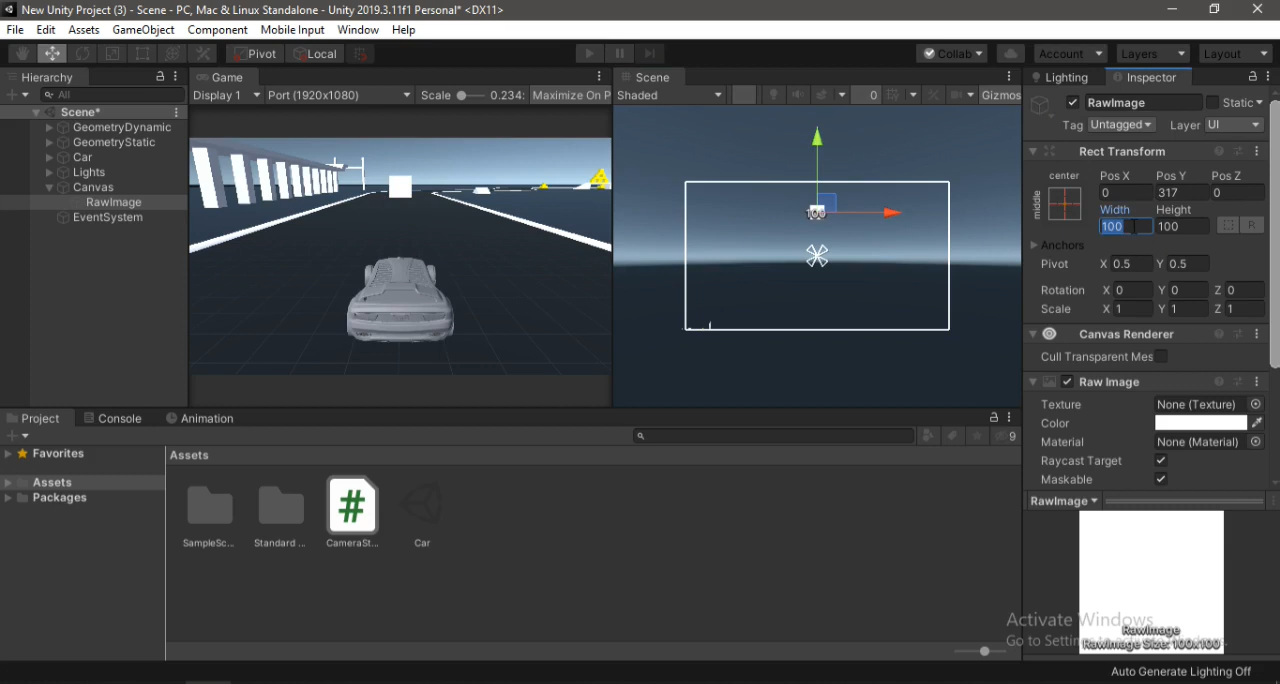 New Unity Project (3) - Scene - PC, Mac & Linux Standalone - Unity 2019.3.11f1 Personal* <DX11>
File Edit Assets GameObject Component Mobile Input Window Help
Pivot Local Collab Account Layers Layout
Hierarchy Game Scene Lighting Inspector
All Display 1 Port (1920x1080) Scale 0.234: Maximize On P Shaded 0 Gizmos
RawImage Static
Tag Untagged Layer UI
Scene*
GeometryDynamic
GeometryStatic
Car
Lights
Canvas
RawImage
EventSystem
100
Rect Transform
center Pos X Pos Y Pos Z
middle 0 317 0
Width Height
100 100 R
Anchors
Pivot X 0.5 Y 0.5
Rotation X 0 Y 0 Z 0
Scale X 1 Y 1 Z 1
Canvas Renderer
Cull Transparent Mes
Raw Image
Texture None (Texture)
Color
Material None (Material)
Raycast Target
Maskable
Project Console Animation
9
Favorites
Assets
Packages
Assets
SampleSc... Standard ... CameraSt... Car
RawImage
Activate Windows
RawImage
Go to Settin
RawImage Size: 100x100
Auto Generate Lighting Off